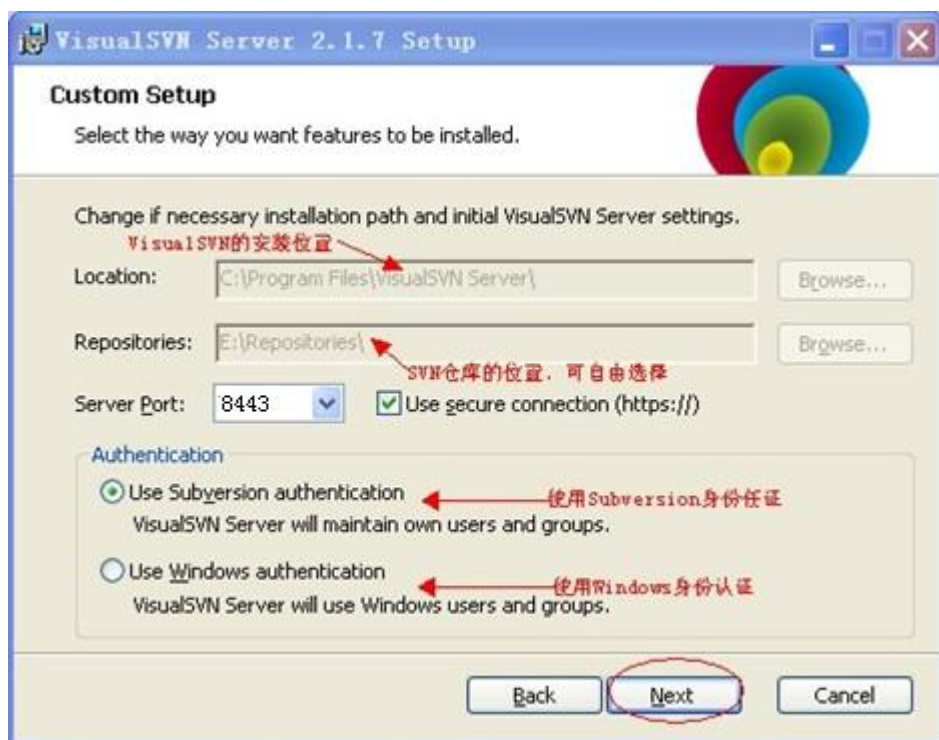 VisualSVN Server 2.1.7 Setup
Custom Setup
Select the way you want features to be installed.
Change if necessary installation path and initial VisualSVN Server settings.
VisualSVN的安装位置
Location:
C:\Program Files\VisualSVN Server\
Browse...
Repositories:
E:\Repositories\
Browse...
SVN仓库的位置，可自由选择
Server Port:
8443
Use secure connection (https://)
Authentication
Use Subversion authentication
使用Subversion身份任证
VisualSVN Server will maintain own users and groups.
Use Windows authentication
使用Windows身份认证
VisualSVN Server will use Windows users and groups.
Back
Next
Cancel